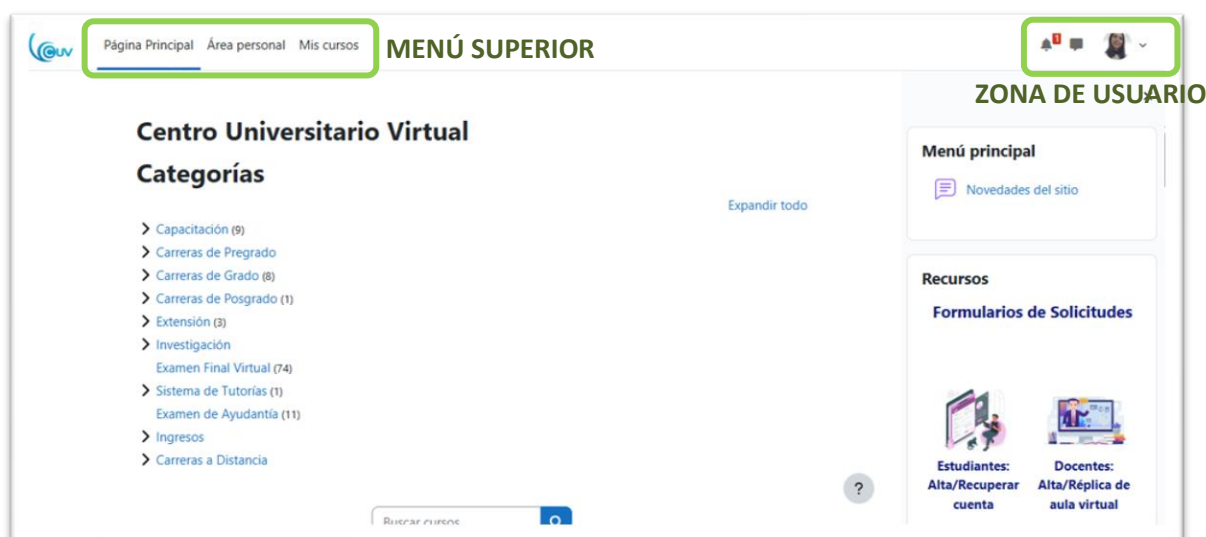 CUV
Página Principal Área personal Mis cursos
MENÚ SUPERIOR
1
ZONA DE USUARIO
Centro Universitario Virtual
Categorías
Expandir todo
Capacitación (9)
Carreras de Pregrado
Carreras de Grado (8)
Carreras de Posgrado (1)
Extensión (3)
Investigación
Examen Final Virtual (74)
Sistema de Tutorías (1)
Examen de Ayudantía (11)
Ingresos
Carreras a Distancia
Buscar cursos
?
Menú principal
Novedades del sitio
Recursos
Formularios de Solicitudes
Estudiantes:
Alta/Recuperar
cuenta
Docentes:
Alta/Réplica de
aula virtual